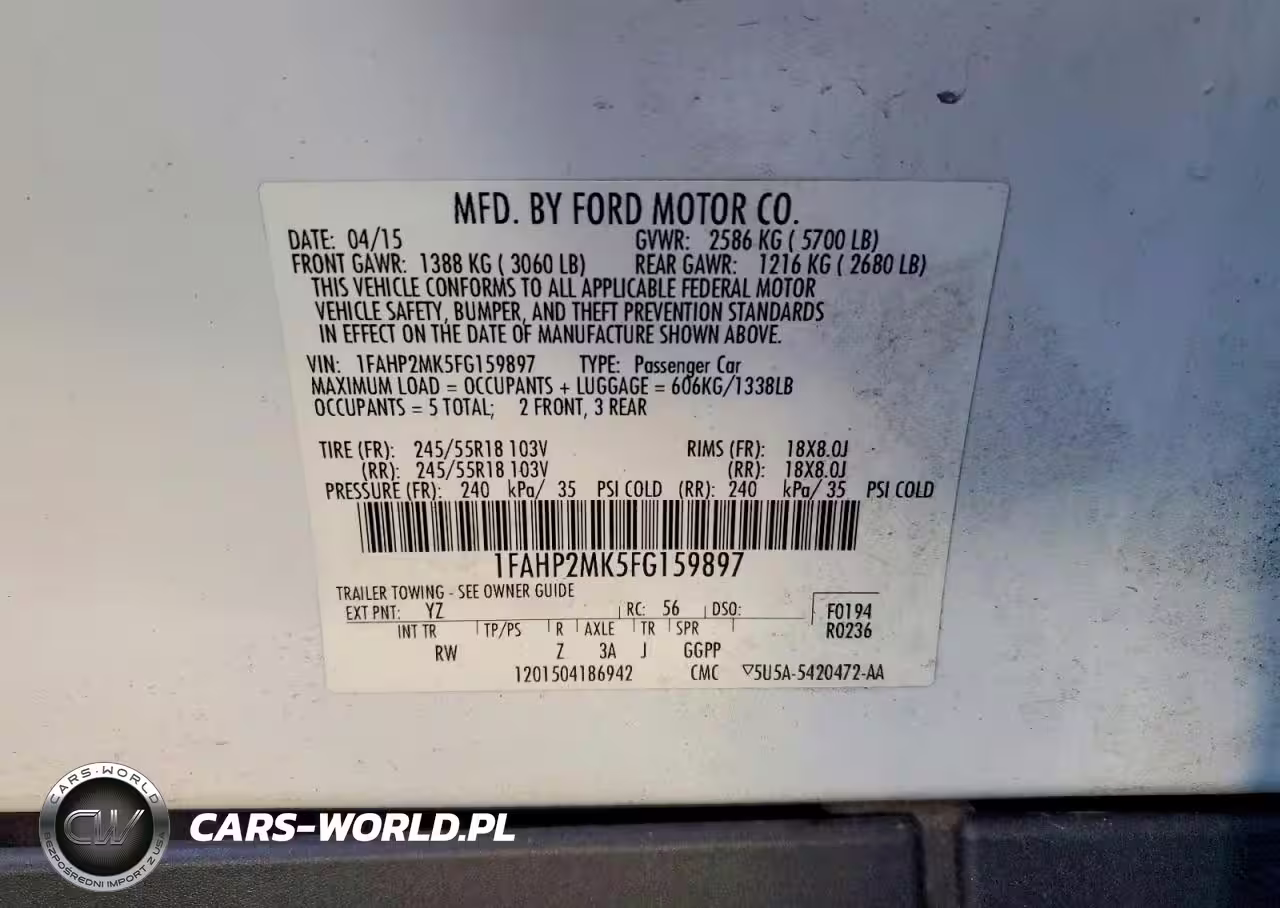 MFD. BY FORD MOTOR CO.
DATE: 04/15 GVWR: 2586 KG ( 5700 LB)
FRONT GAWR: 1388 KG ( 3060 LB) REAR GAWR: 1216 KG ( 2680 LB)
THIS VEHICLE CONFORMS TO ALL APPLICABLE FEDERAL MOTOR
VEHICLE SAFETY, BUMPER, AND THEFT PREVENTION STANDARDS
IN EFFECT ON THE DATE OF MANUFACTURE SHOWN ABOVE.
VIN: 1FAHP2MK5FG159897 TYPE: Passenger Car
MAXIMUM LOAD = OCCUPANTS + LUGGAGE = 606KG/1338LB
OCCUPANTS = 5 TOTAL; 2 FRONT, 3 REAR
TIRE (FR): 245/55R18 103V RIMS (FR): 18X8.0J
(RR): 245/55R18 103V (RR): 18X8.0J
PRESSURE (FR): 240 kPa/ 35 PSI COLD (RR): 240 kPa/ 35 PSI COLD
1FAHP2MK5FG159897
TRAILER TOWING - SEE OWNER GUIDE
EXT PNT: YZ RC: 56 DSO: F0194
INT TR TP/PS R AXLE TR SPR R0236
RW Z 3A J GGPP
1201504186942 CMC ▽5U5A-5420472-AA
CARS-WORLD
CW
BEZPOŚREDNI IMPORT Z USA
CARS-WORLD.PL